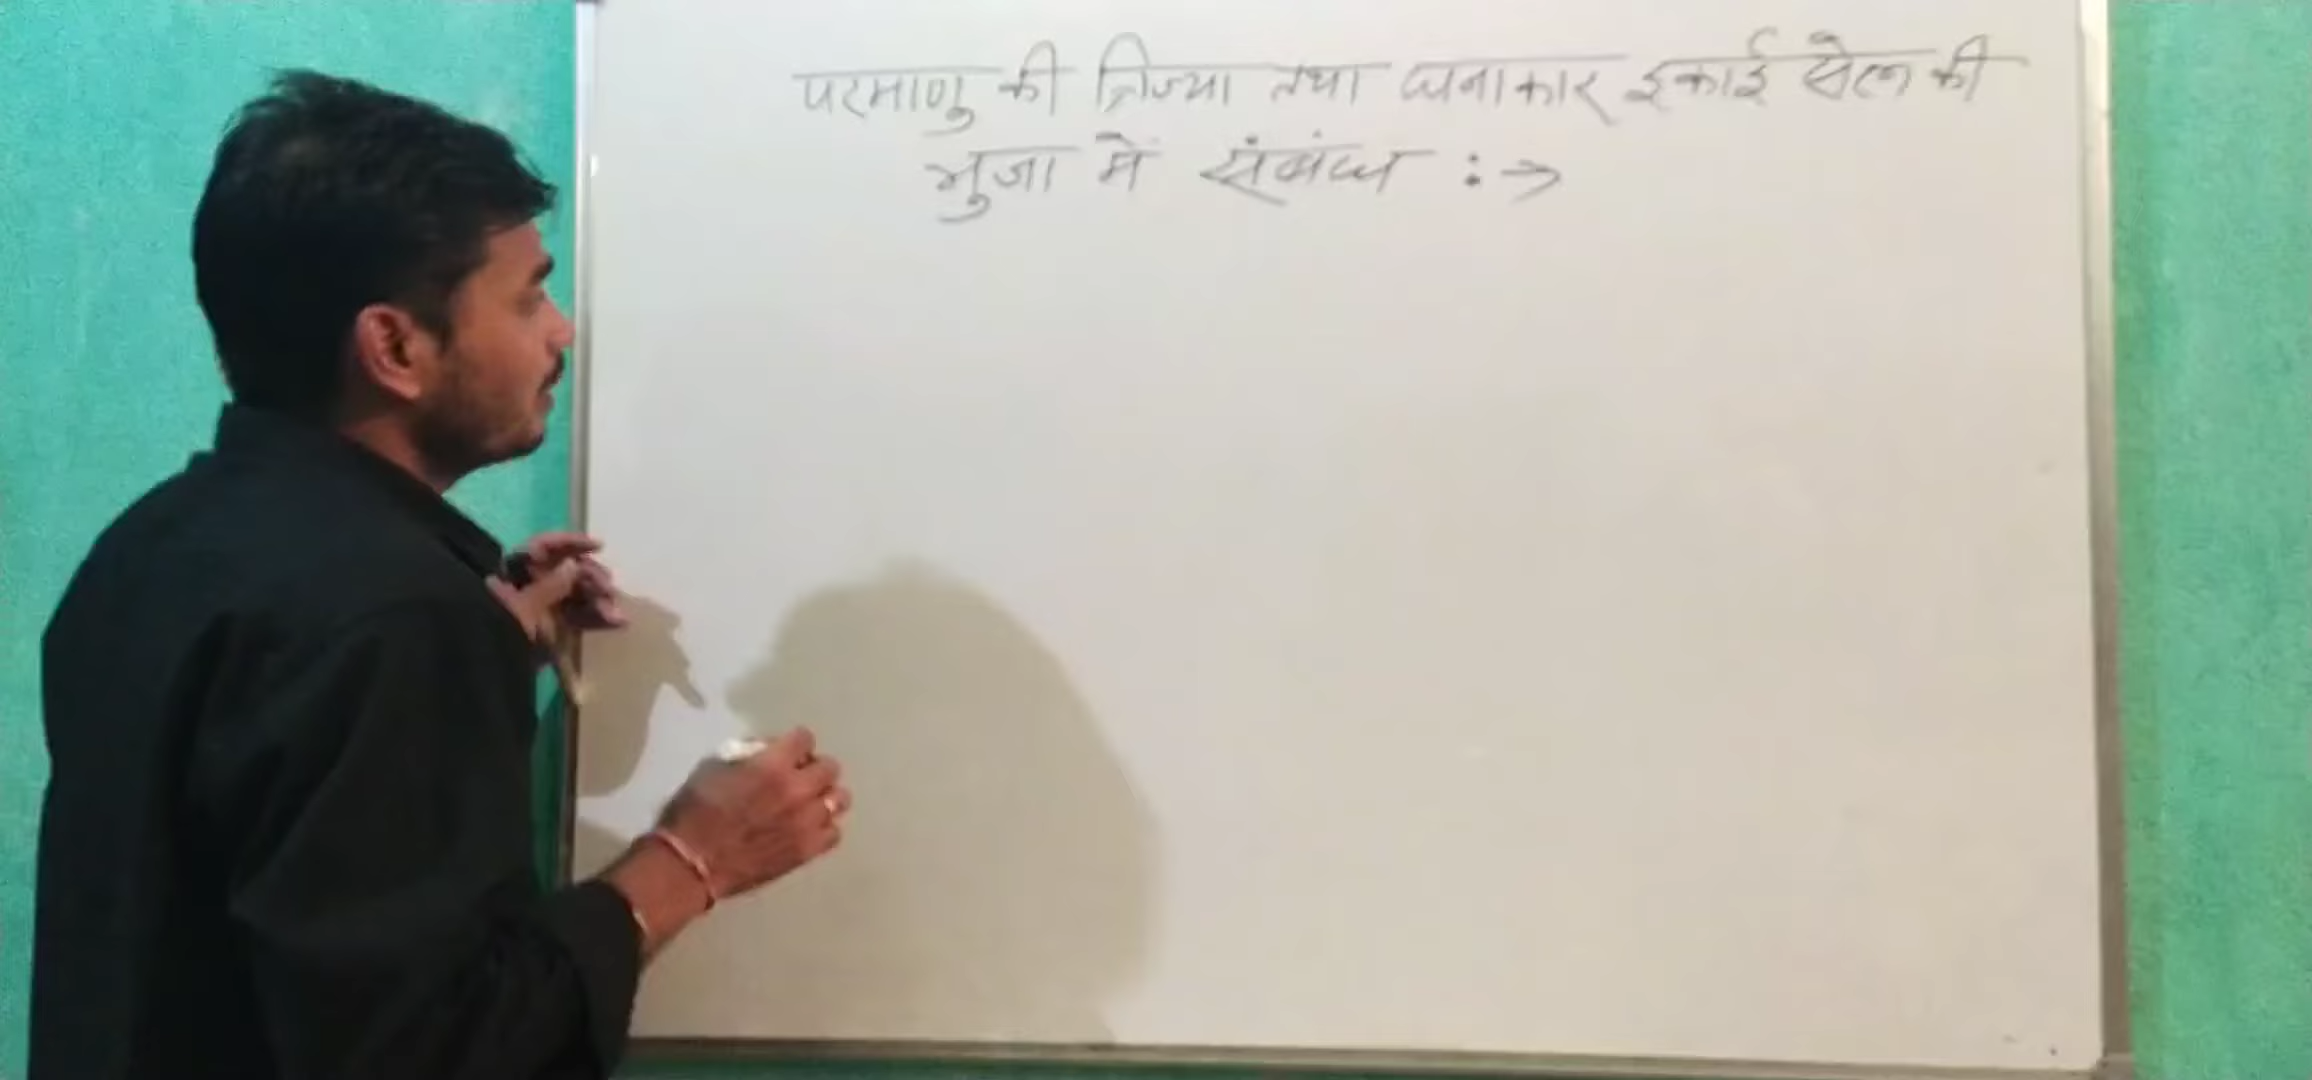 परमाणु की त्रिज्या तथा घनाकार इकाई सेल की
भुजा में संबंध :→